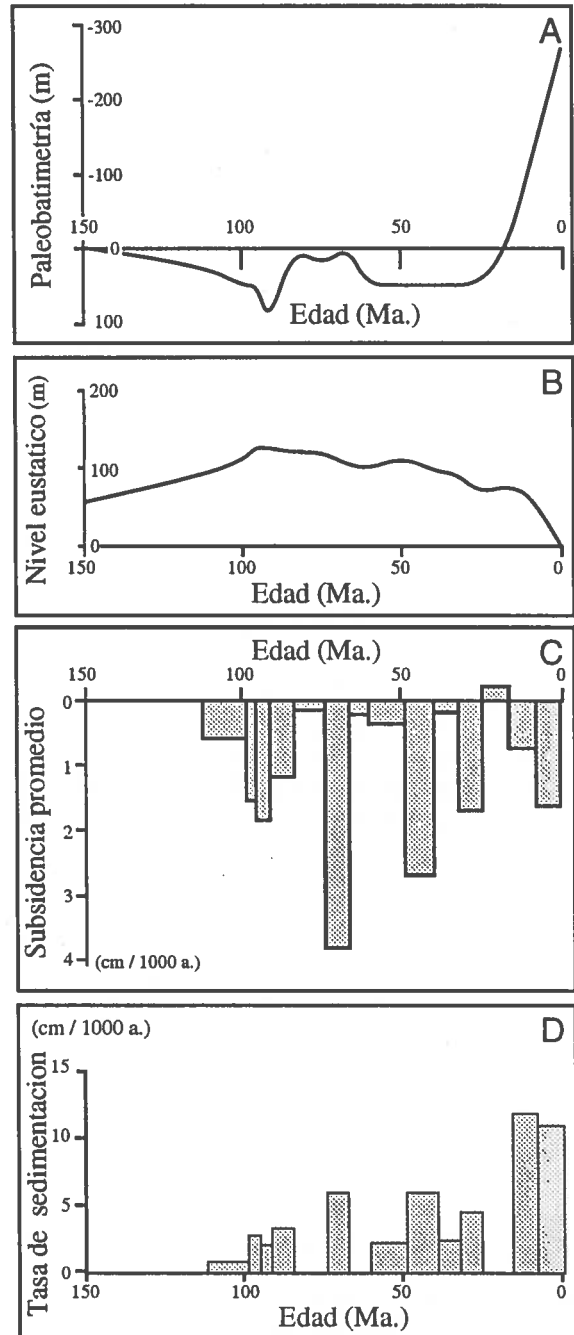 A
-300
-200
-100
0
100
Paleobatimetría (m)
150
100
50
0
Edad (Ma.)
B
200
100
0
Nivel eustatico (m)
150
100
50
0
Edad (Ma.)
Edad (Ma.)
C
150
100
50
0
0
1
2
3
4
Subsidencia promedio
(cm / 1000 a.)
(cm / 1000 a.)
D
15
10
5
0
Tasa de sedimentacion
150
100
50
0
Edad (Ma.)